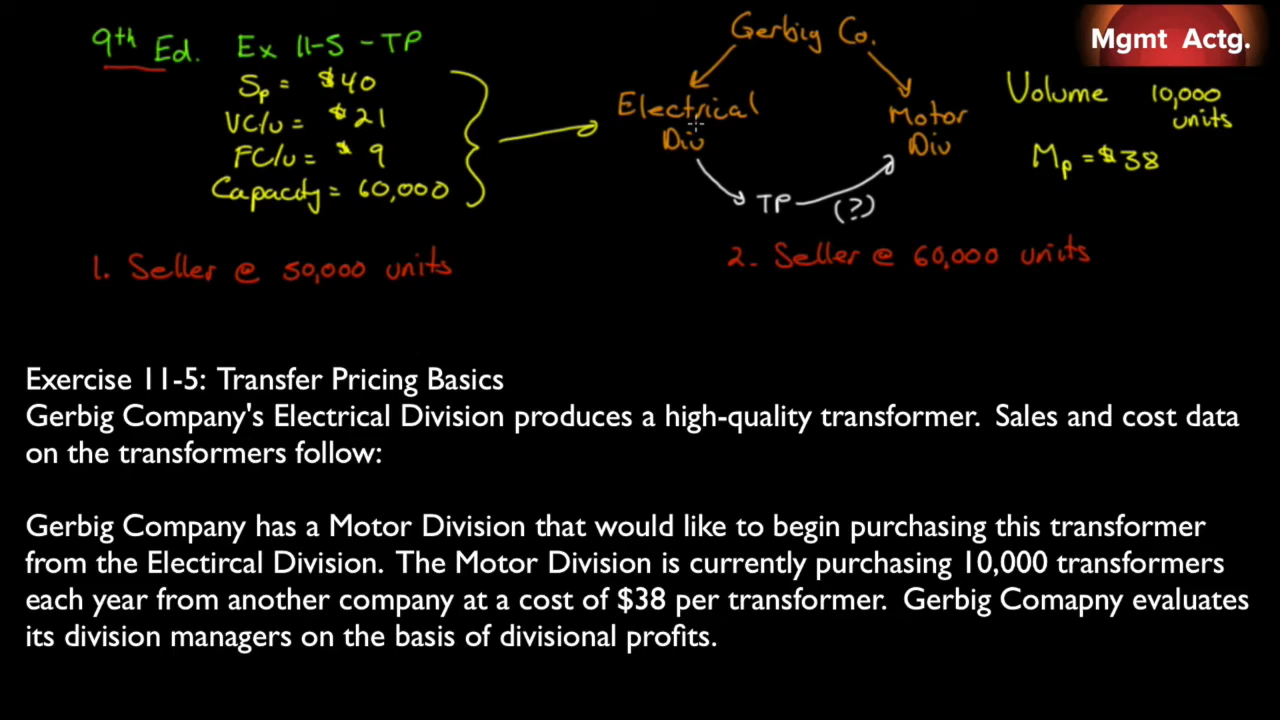 9th Ed. Ex 11-5 - TP
Sp = $40
VC/u = $21
FC/u = $9
Capacity = 60,000
Gerbig Co.
Electrical
Div
Motor
Div
TP
(?)
Mgmt Actg.
Volume 10,000
units
Mp = $38
1. Seller @ 50,000 units
2. Seller @ 60,000 units
Exercise 11-5: Transfer Pricing Basics
Gerbig Company's Electrical Division produces a high-quality transformer. Sales and cost data
on the transformers follow:
Gerbig Company has a Motor Division that would like to begin purchasing this transformer
from the Electircal Division. The Motor Division is currently purchasing 10,000 transformers
each year from another company at a cost of $38 per transformer. Gerbig Comapny evaluates
its division managers on the basis of divisional profits.